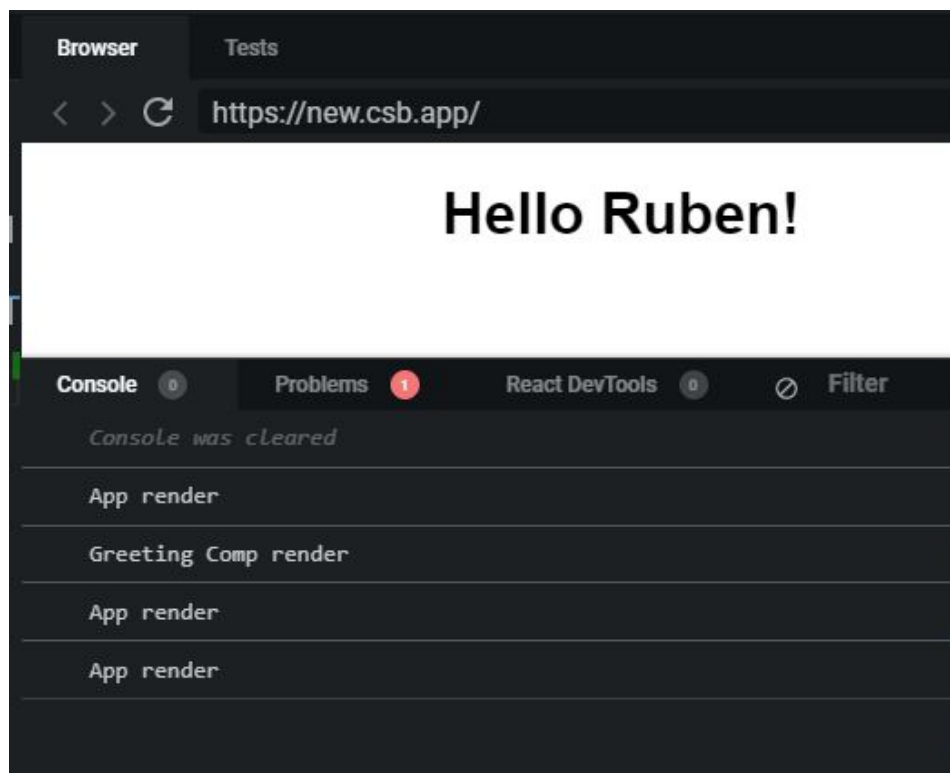 Browser Tests
https://new.csb.app/
Hello Ruben!
Console 0 Problems 1 React DevTools 0 Filter
Console was cleared
App render
Greeting Comp render
App render
App render